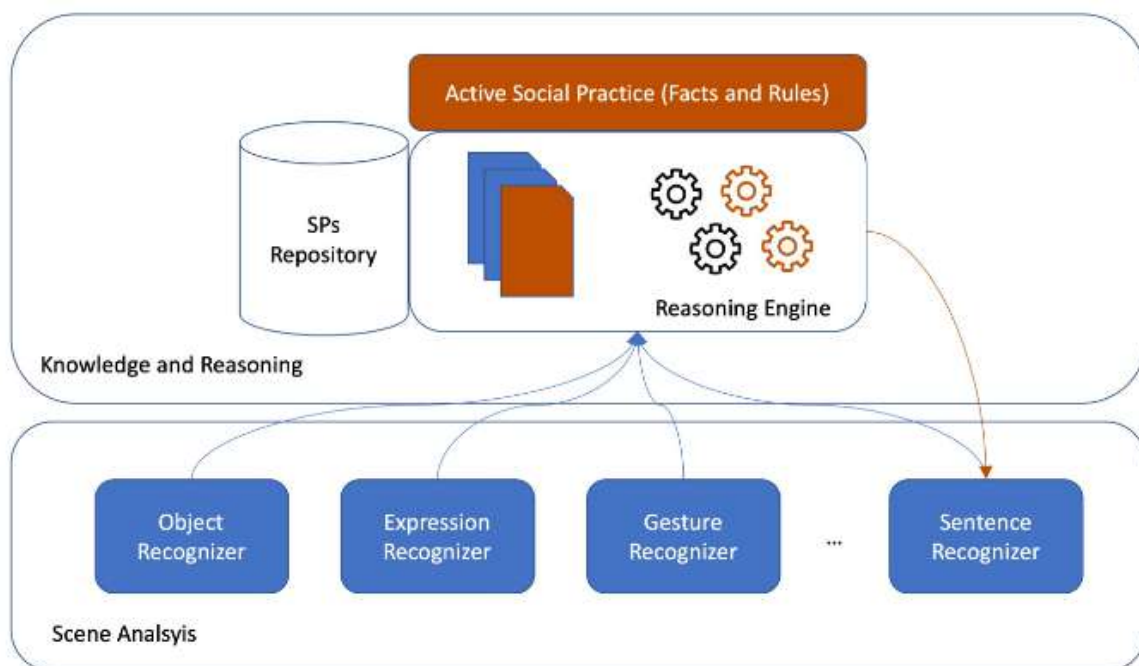 Active Social Practice (Facts and Rules)
SPs
Repository
Reasoning Engine
Knowledge and Reasoning
Object
Recognizer
Expression
Recognizer
Gesture
Recognizer
...
Sentence
Recognizer
Scene Analsyis